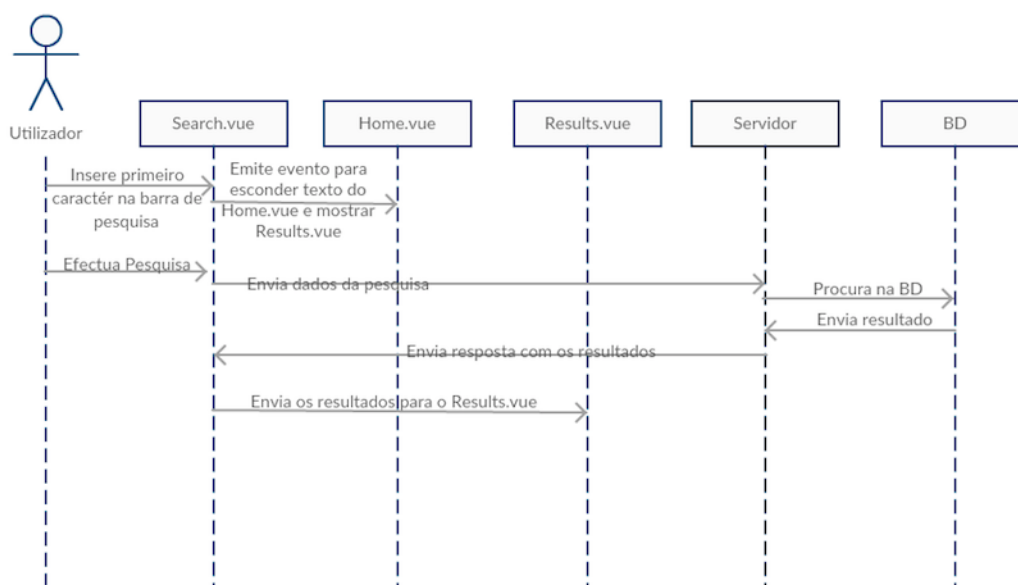 Utilizador
Search.vue
Home.vue
Results.vue
Servidor
BD
Insere primeiro
caractér na barra de
pesquisa
Emite evento para
esconder texto do
Home.vue e mostrar
Results.vue
Efectua Pesquisa
Envia dados da pesquisa
Procura na BD
Envia resultado
Envia resposta com os resultados
Envia os resultados para o Results.vue